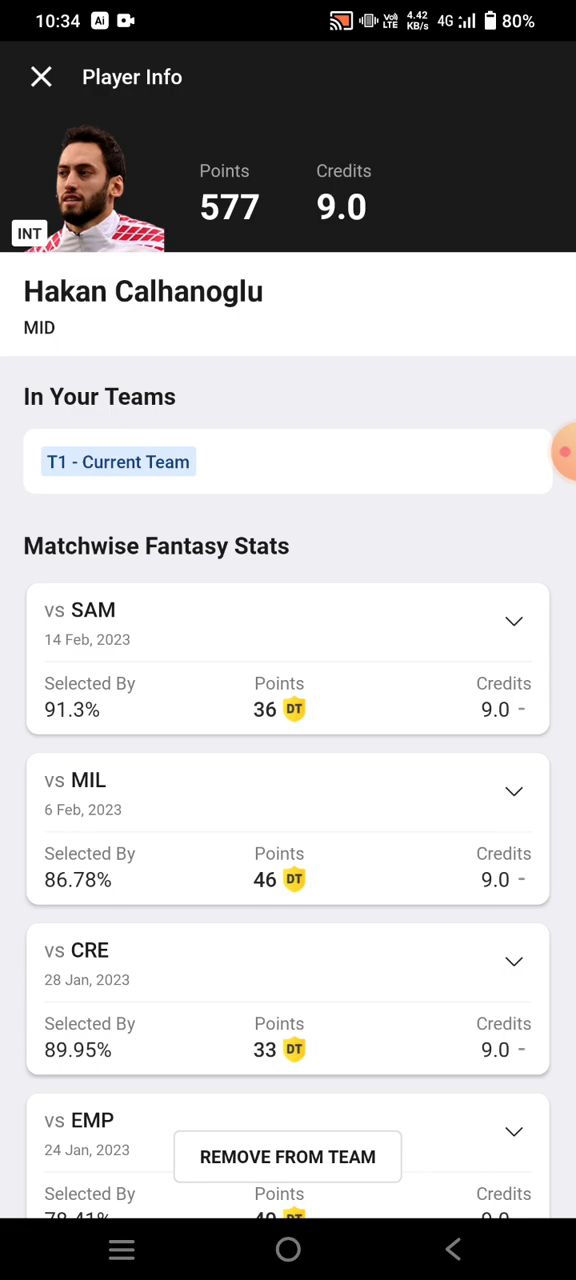 10:34 Ai Vol LTE 4.42 KB/s 4G 80%
Player Info
Points Credits
577 9.0
INT
Hakan Calhanoglu
MID
In Your Teams
T1 - Current Team
Matchwise Fantasy Stats
vs SAM
14 Feb, 2023
Selected By Points Credits
91.3% 36 DT 9.0 -
vs MIL
6 Feb, 2023
Selected By Points Credits
86.78% 46 DT 9.0 -
vs CRE
28 Jan, 2023
Selected By Points Credits
89.95% 33 DT 9.0 -
vs EMP
24 Jan, 2023
REMOVE FROM TEAM
Selected By Points Credits